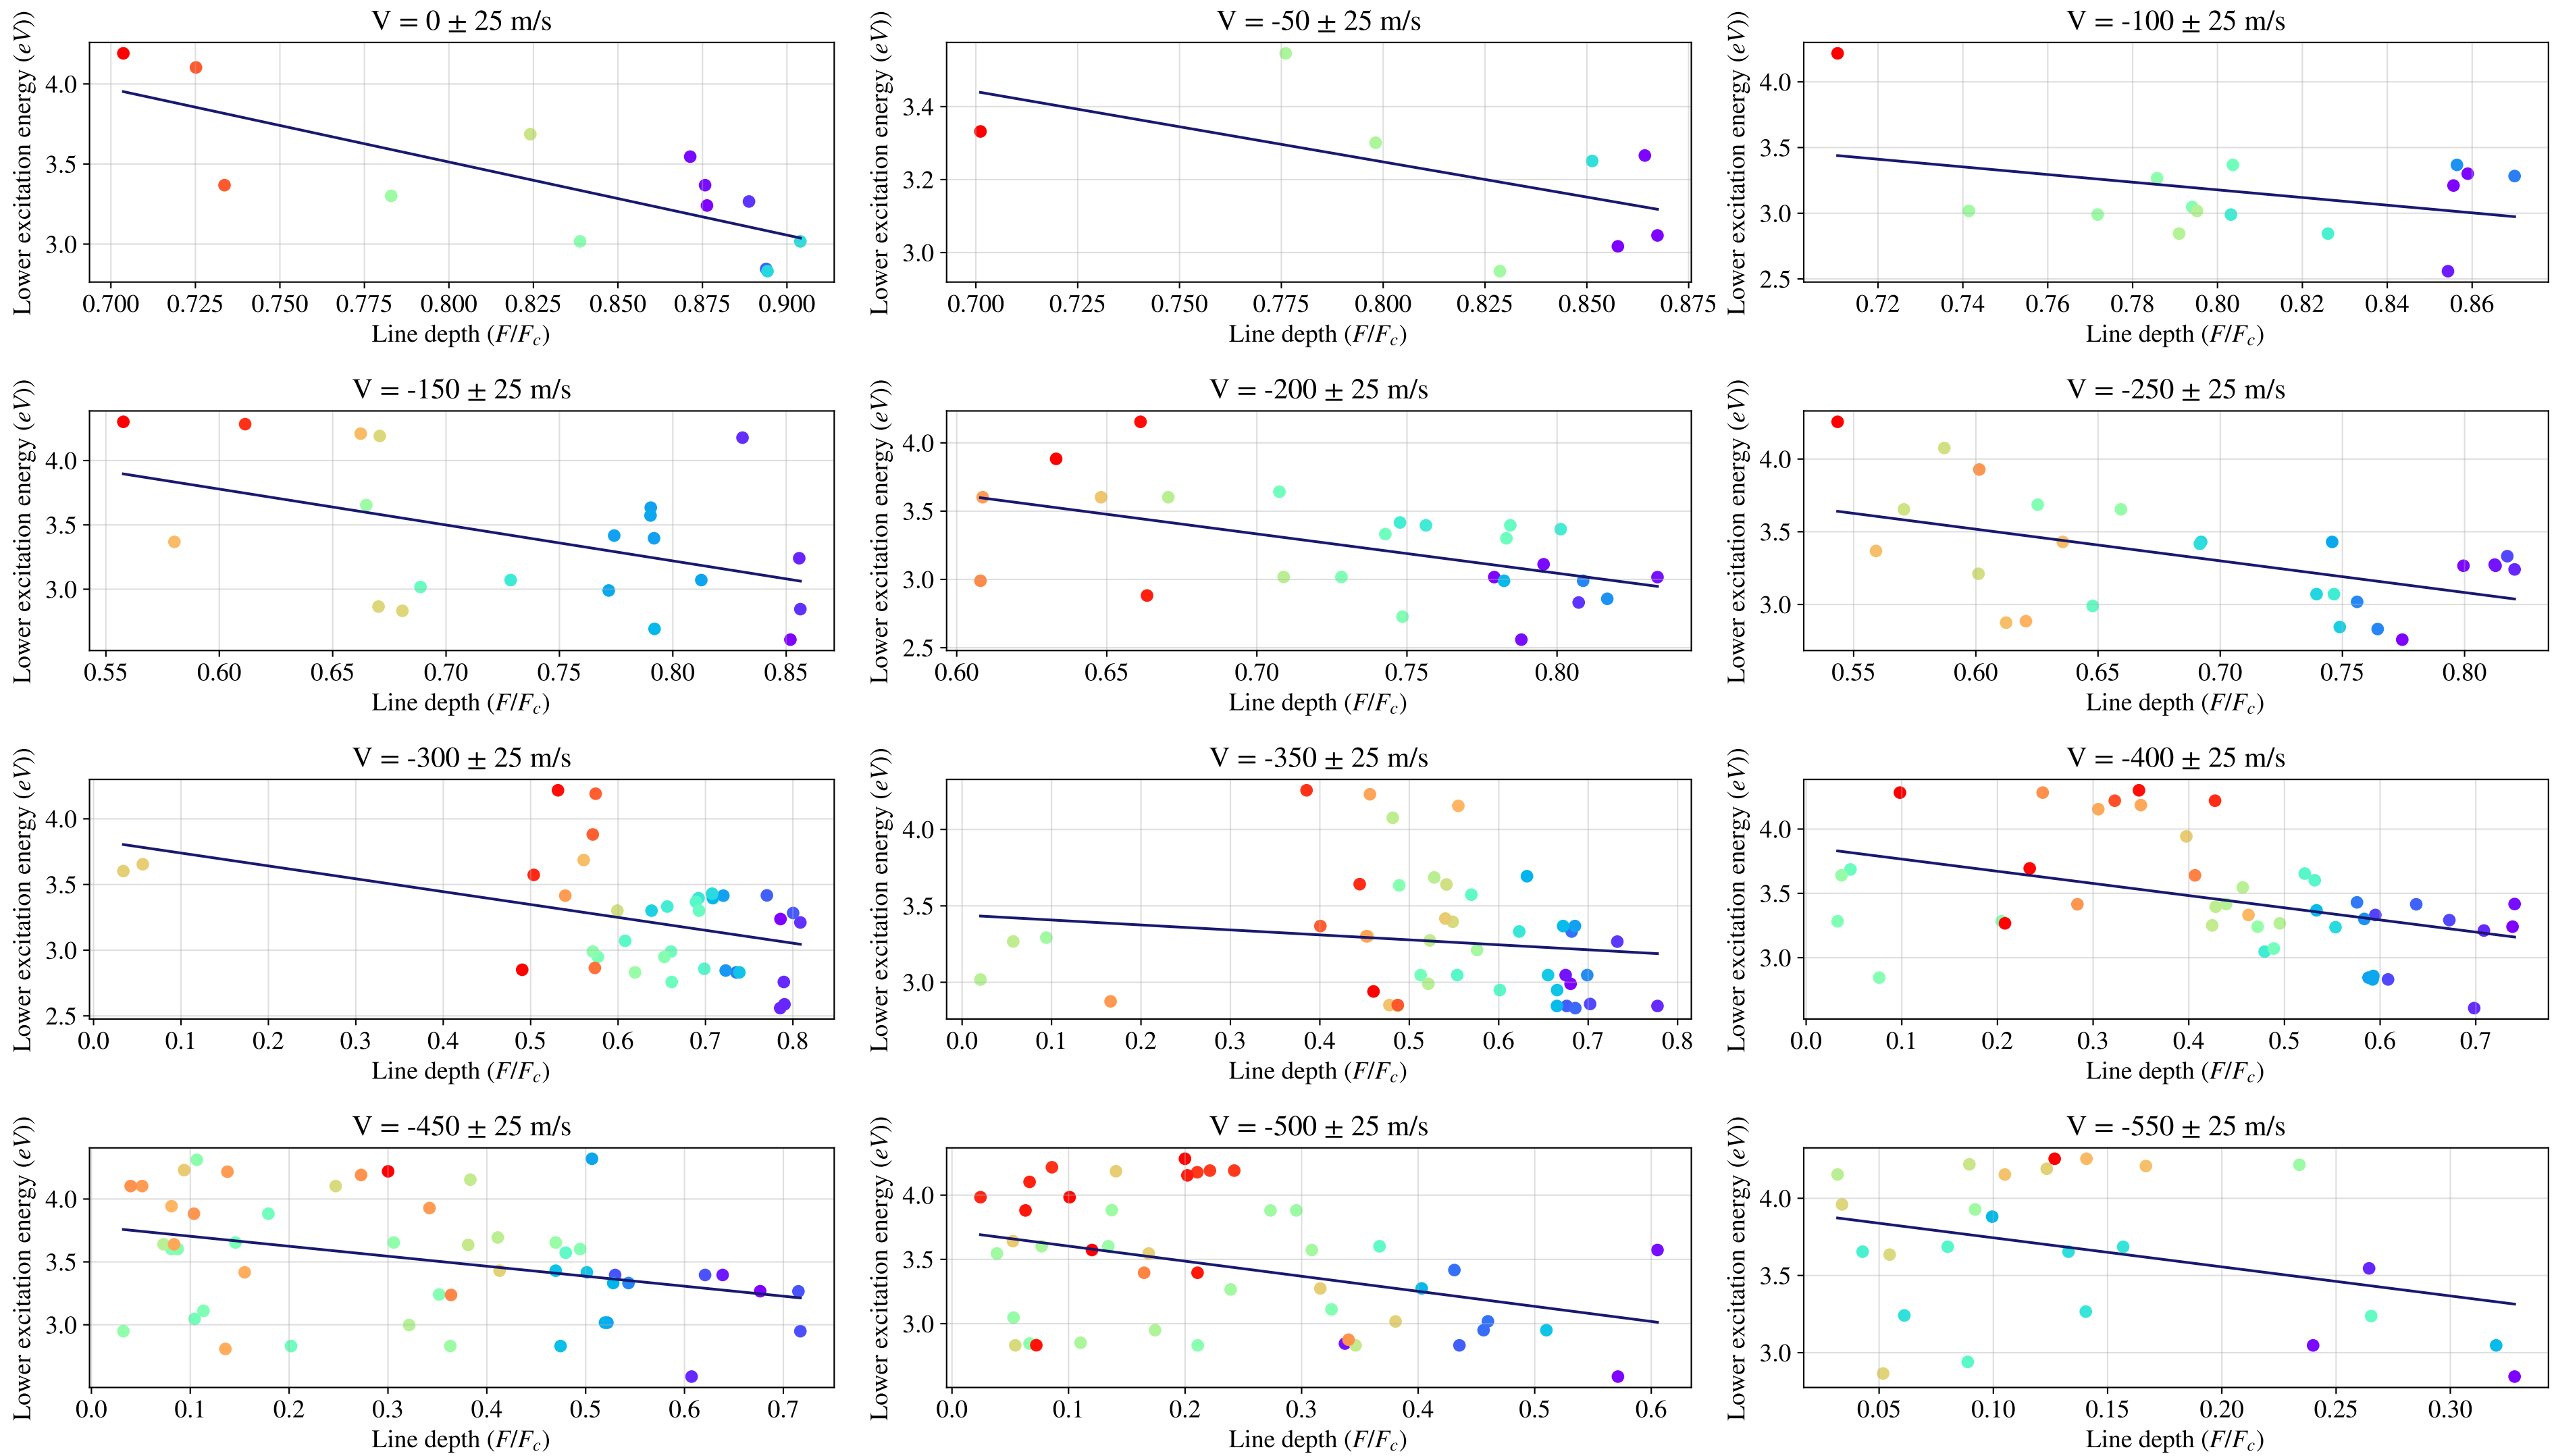 V = 0 ± 25 m/s
Lower excitation energy (eV))
4.0
3.5
3.0
0.700 0.725 0.750 0.775 0.800 0.825 0.850 0.875 0.900
Line depth (F/Fc)
V = -50 ± 25 m/s
Lower excitation energy (eV))
3.4
3.2
3.0
0.700 0.725 0.750 0.775 0.800 0.825 0.850 0.875
Line depth (F/Fc)
V = -100 ± 25 m/s
Lower excitation energy (eV))
4.0
3.5
3.0
2.5
0.72 0.74 0.76 0.78 0.80 0.82 0.84 0.86
Line depth (F/Fc)
V = -150 ± 25 m/s
Lower excitation energy (eV))
4.0
3.5
3.0
0.55 0.60 0.65 0.70 0.75 0.80 0.85
Line depth (F/Fc)
V = -200 ± 25 m/s
Lower excitation energy (eV))
4.0
3.5
3.0
2.5
0.60 0.65 0.70 0.75 0.80
Line depth (F/Fc)
V = -250 ± 25 m/s
Lower excitation energy (eV))
4.0
3.5
3.0
0.55 0.60 0.65 0.70 0.75 0.80
Line depth (F/Fc)
V = -300 ± 25 m/s
Lower excitation energy (eV))
4.0
3.5
3.0
2.5
0.0 0.1 0.2 0.3 0.4 0.5 0.6 0.7 0.8
Line depth (F/Fc)
V = -350 ± 25 m/s
Lower excitation energy (eV))
4.0
3.5
3.0
0.0 0.1 0.2 0.3 0.4 0.5 0.6 0.7 0.8
Line depth (F/Fc)
V = -400 ± 25 m/s
Lower excitation energy (eV))
4.0
3.5
3.0
0.0 0.1 0.2 0.3 0.4 0.5 0.6 0.7
Line depth (F/Fc)
V = -450 ± 25 m/s
Lower excitation energy (eV))
4.0
3.5
3.0
0.0 0.1 0.2 0.3 0.4 0.5 0.6 0.7
Line depth (F/Fc)
V = -500 ± 25 m/s
Lower excitation energy (eV))
4.0
3.5
3.0
0.0 0.1 0.2 0.3 0.4 0.5 0.6
Line depth (F/Fc)
V = -550 ± 25 m/s
Lower excitation energy (eV))
4.0
3.5
3.0
0.05 0.10 0.15 0.20 0.25 0.30
Line depth (F/Fc)